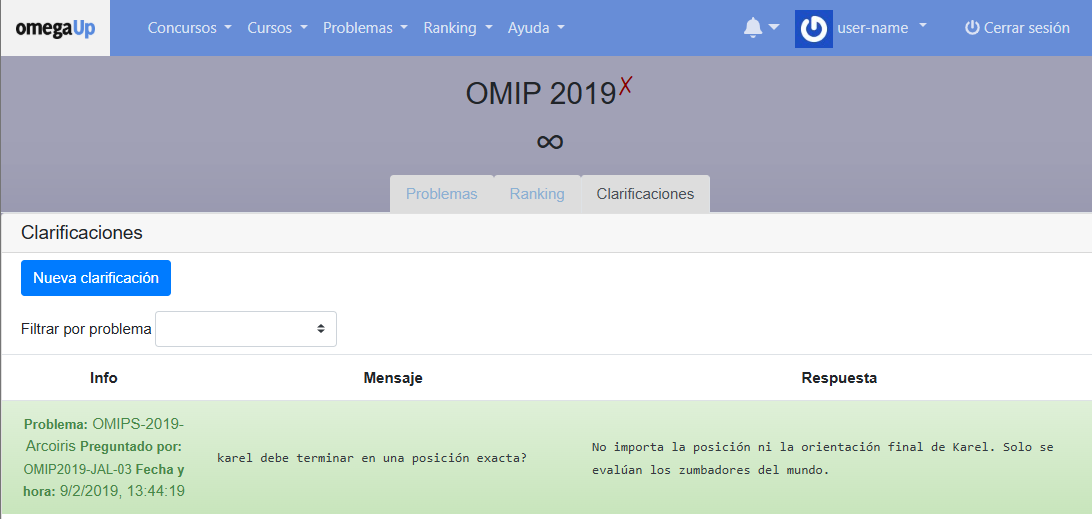 omegaUp Concursos Cursos Problemas Ranking Ayuda user-name Cerrar sesión
OMIP 2019✗
∞
Problemas Ranking Clarificaciones
Clarificaciones
Nueva clarificación
Filtrar por problema
Info Mensaje Respuesta
Problema: OMIPS-2019-
Arcoiris Preguntado por:
OMIP2019-JAL-03 Fecha y
hora: 9/2/2019, 13:44:19
karel debe terminar en una posición exacta?
No importa la posición ni la orientación final de Karel. Solo se
evalúan los zumbadores del mundo.